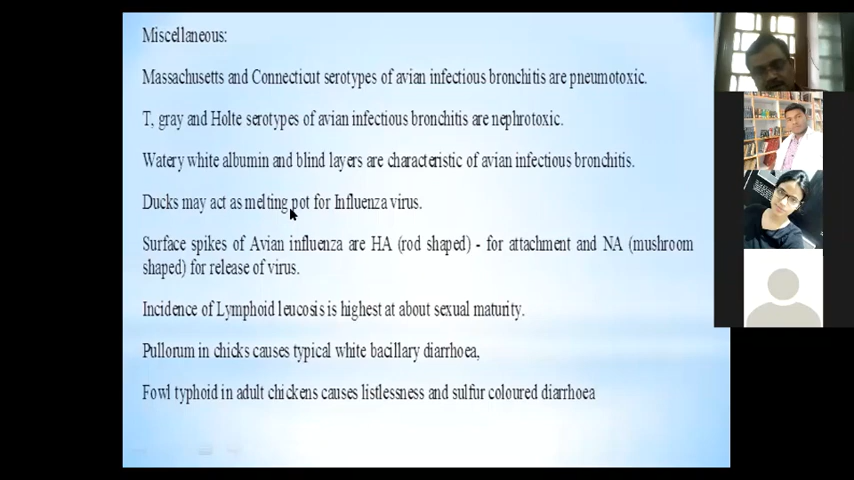 Miscellaneous:
Massachusetts and Connecticut serotypes of avian infectious bronchitis are pneumotoxic.
T, gray and Holte serotypes of avian infectious bronchitis are nephrotoxic.
Watery white albumin and blind layers are characteristic of avian infectious bronchitis.
Ducks may act as melting pot for Influenza virus.
Surface spikes of Avian influenza are HA (rod shaped) - for attachment and NA (mushroom
shaped) for release of virus.
Incidence of Lymphoid leucosis is highest at about sexual maturity.
Pullorum in chicks causes typical white bacillary diarrhoea,
Fowl typhoid in adult chickens causes listlessness and sulfur coloured diarrhoea